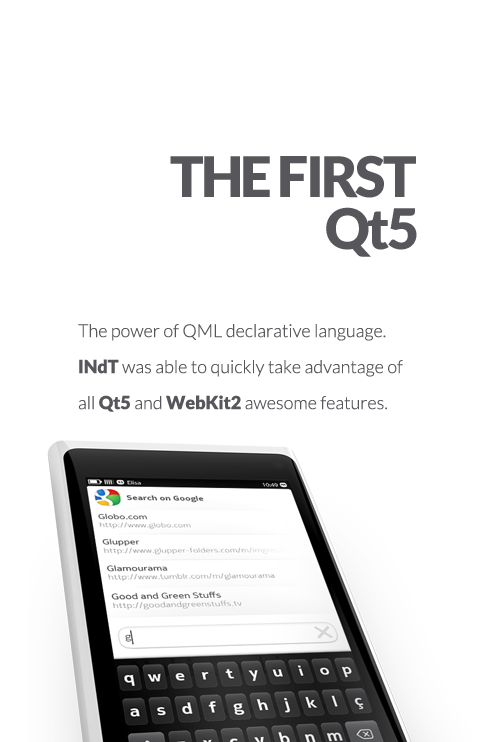 THE FIRST
Qt5
The power of QML declarative language.
INdT was able to quickly take advantage of
all Qt5 and WebKit2 awesome features.
Elisa 10:49
Search on Google
Globo.com
http://www.globo.com
Glupper
http://www.glupper-folders.com/m/imgre
Glamourama
http://www.tumblr.com/m/glamourama
Good and Green Stuffs
http://goodandgreenstuffs.tv
g
q w e r t y u i o p
a s d f g h j k l ç
z x c v b n m